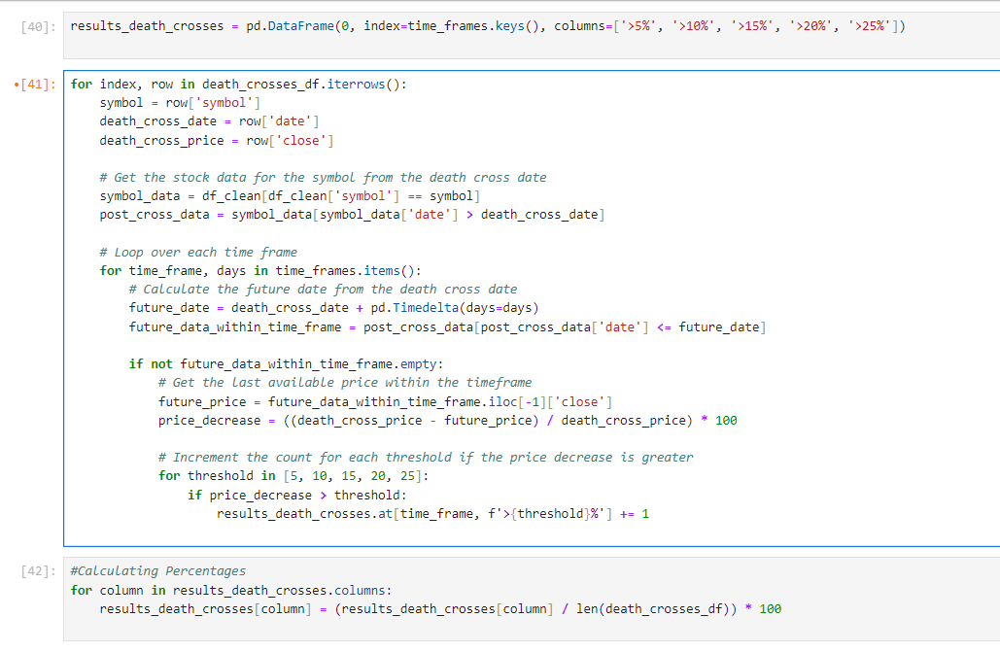 [40]: results_death_crosses = pd.DataFrame(0, index=time_frames.keys(), columns=['>5%', '>10%', '>15%', '>20%', '>25%'])
•[41]: for index, row in death_crosses_df.iterrows():
    symbol = row['symbol']
    death_cross_date = row['date']
    death_cross_price = row['close']

    # Get the stock data for the symbol from the death cross date
    symbol_data = df_clean[df_clean['symbol'] == symbol]
    post_cross_data = symbol_data[symbol_data['date'] > death_cross_date]

    # Loop over each time frame
    for time_frame, days in time_frames.items():
        # Calculate the future date from the death cross date
        future_date = death_cross_date + pd.Timedelta(days=days)
        future_data_within_time_frame = post_cross_data[post_cross_data['date'] <= future_date]

        if not future_data_within_time_frame.empty:
            # Get the last available price within the timeframe
            future_price = future_data_within_time_frame.iloc[-1]['close']
            price_decrease = ((death_cross_price - future_price) / death_cross_price) * 100

            # Increment the count for each threshold if the price decrease is greater
            for threshold in [5, 10, 15, 20, 25]:
                if price_decrease > threshold:
                    results_death_crosses.at[time_frame, f'>{threshold}%'] += 1
[42]: #Calculating Percentages
for column in results_death_crosses.columns:
    results_death_crosses[column] = (results_death_crosses[column] / len(death_crosses_df)) * 100